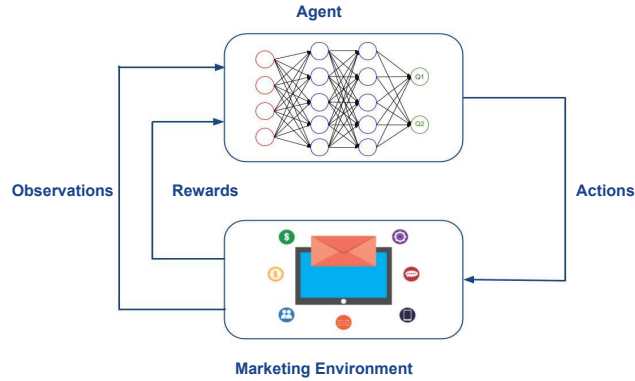 Agent
Q1
Q2
Observations
Rewards
Actions
$
$
Marketing Environment